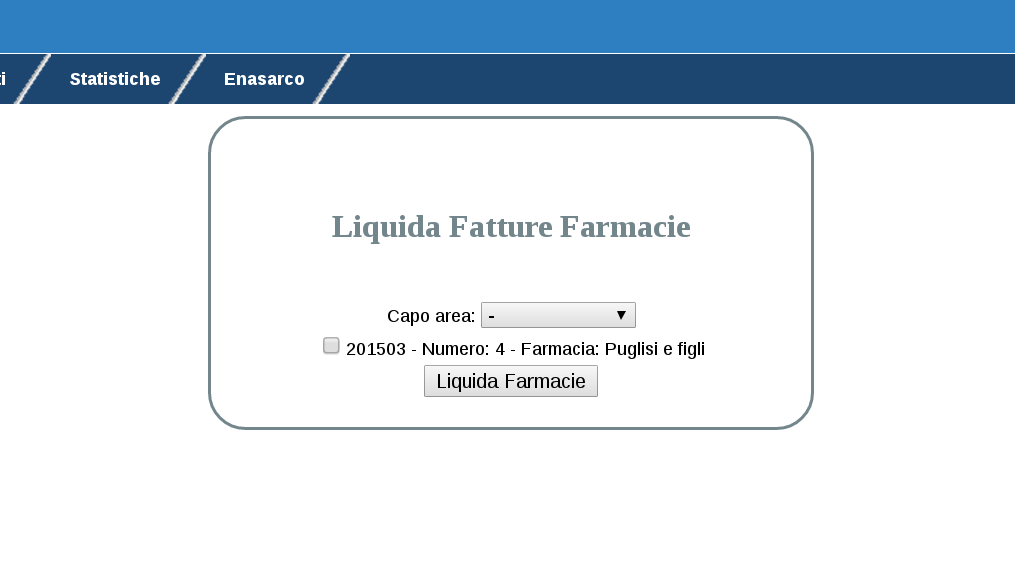 Statistiche Enasarco
Liquida Fatture Farmacie
Capo area: -
201503 - Numero: 4 - Farmacia: Puglisi e figli
Liquida Farmacie